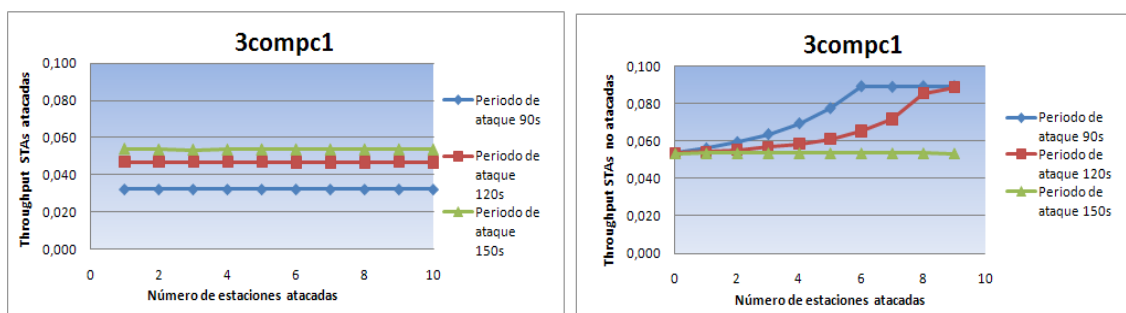 3compc1
Throughput STAs atacadas
0,100
0,080
0,060
0,040
0,020
0,000
0 2 4 6 8 10
Número de estaciones atacadas
Periodo de
ataque 90s
Periodo de
ataque
120s
Periodo de
ataque
150s
3compc1
Throughput STAs no atacadas
0,100
0,080
0,060
0,040
0,020
0,000
0 2 4 6 8 10
Número de estaciones atacadas
Periodo de
ataque 90s
Periodo de
ataque 120s
Periodo de
ataque 150s